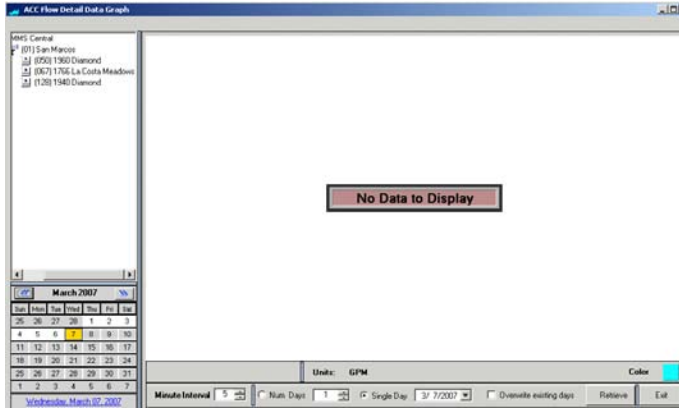 ACC Flow Detail Data Graph
MMS Central
(01) San Marcos
(050) 1960 Diamond
(067) 1766 La Costa Meadows
(128) 1940 Diamond
No Data to Display
March 2007
Sun Mon Tue Wed Thu Fri Sat
25 26 27 28 1 2 3
4 5 6 7 8 9 10
11 12 13 14 15 16 17
18 19 20 21 22 23 24
25 26 27 28 29 30 31
1 2 3 4 5 6 7
Wednesday, March 07, 2007
Units: GPM Color
Minute Interval 5 Num. Days 1 Single Day 3/ 7/2007 Overwrite existing days Retrieve Exit